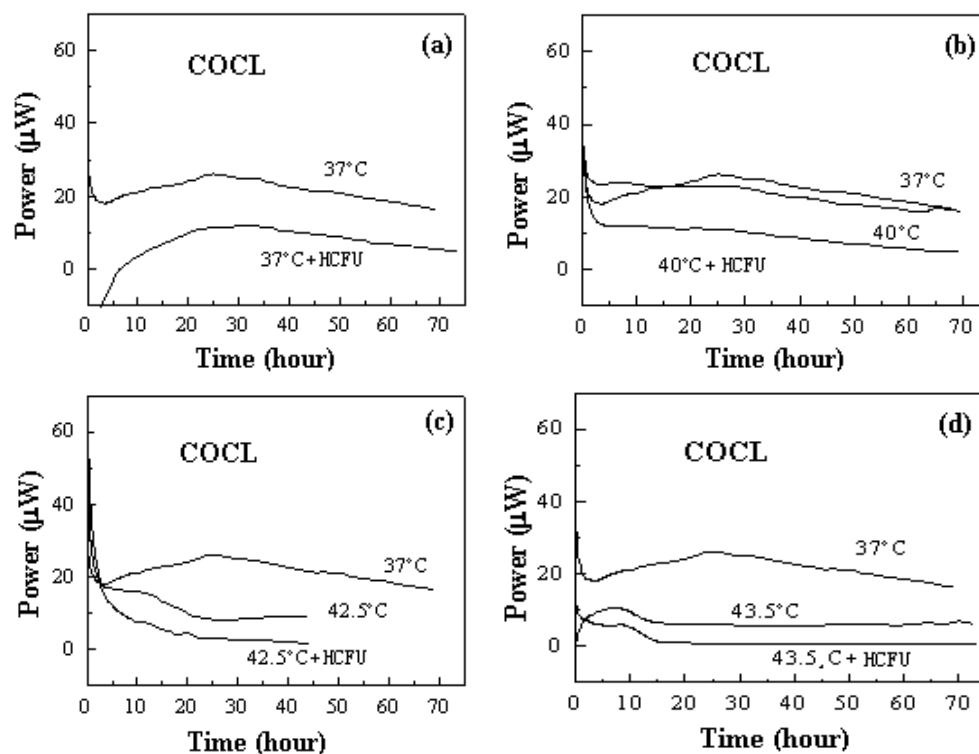 (a)
COCL
37°C
37°C+HCFU
Power (μW)
60
40
20
0
0 10 20 30 40 50 60 70
Time (hour)
(b)
COCL
37°C
40°C
40°C + HCFU
Power (μW)
60
40
20
0
0 10 20 30 40 50 60 70
Time (hour)
(c)
COCL
37°C
42.5°C
42.5°C+HCFU
Power (μW)
60
40
20
0
0 10 20 30 40 50 60 70
Time (hour)
(d)
COCL
37°C
43.5°C
43.5¸C + HCFU
Power (μW)
60
40
20
0
0 10 20 30 40 50 60 70
Time (hour)